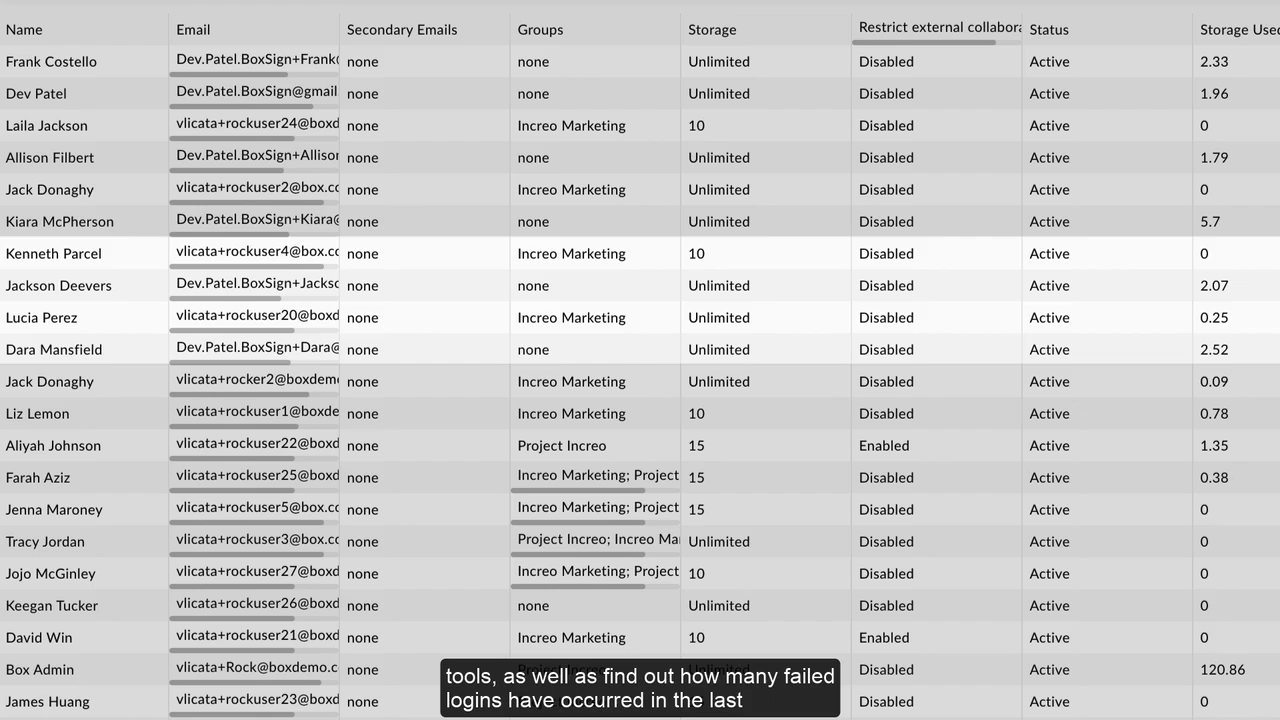 Name Email Secondary Emails Groups Storage Restrict external collabora Status Storage Used
Frank Costello Dev.Patel.BoxSign+Frank@ none none Unlimited Disabled Active 2.33
Dev Patel Dev.Patel.BoxSign@gmail none none Unlimited Disabled Active 1.96
Laila Jackson vlicata+rockuser24@boxd none Increo Marketing 10 Disabled Active 0
Allison Filbert Dev.Patel.BoxSign+Allison none none Unlimited Disabled Active 1.79
Jack Donaghy vlicata+rockuser2@box.co none Increo Marketing Unlimited Disabled Active 0
Kiara McPherson Dev.Patel.BoxSign+Kiara@ none none Unlimited Disabled Active 5.7
Kenneth Parcel vlicata+rockuser4@box.co none Increo Marketing 10 Disabled Active 0
Jackson Deevers Dev.Patel.BoxSign+Jackso none none Unlimited Disabled Active 2.07
Lucia Perez vlicata+rockuser20@boxd none Increo Marketing Unlimited Disabled Active 0.25
Dara Mansfield Dev.Patel.BoxSign+Dara@ none none Unlimited Disabled Active 2.52
Jack Donaghy vlicata+rocker2@boxdemo none Increo Marketing Unlimited Disabled Active 0.09
Liz Lemon vlicata+rockuser1@boxde none Increo Marketing 10 Disabled Active 0.78
Aliyah Johnson vlicata+rockuser22@boxd none Project Increo 15 Enabled Active 1.35
Farah Aziz vlicata+rockuser25@boxd none Increo Marketing; Project 15 Disabled Active 0.38
Jenna Maroney vlicata+rockuser5@box.co none Increo Marketing; Project 15 Disabled Active 0
Tracy Jordan vlicata+rockuser3@box.co none Project Increo; Increo Mar Unlimited Disabled Active 0
Jojo McGinley vlicata+rockuser27@boxd none Increo Marketing; Project 10 Disabled Active 0
Keegan Tucker vlicata+rockuser26@boxd none none Unlimited Disabled Active 0
David Win vlicata+rockuser21@boxd none Increo Marketing 10 Enabled Active 0
Box Admin vlicata+Rock@boxdemo.c none Disabled Active 120.86
James Huang vlicata+rockuser23@boxd none Disabled Active 0
tools, as well as find out how many failed
logins have occurred in the last